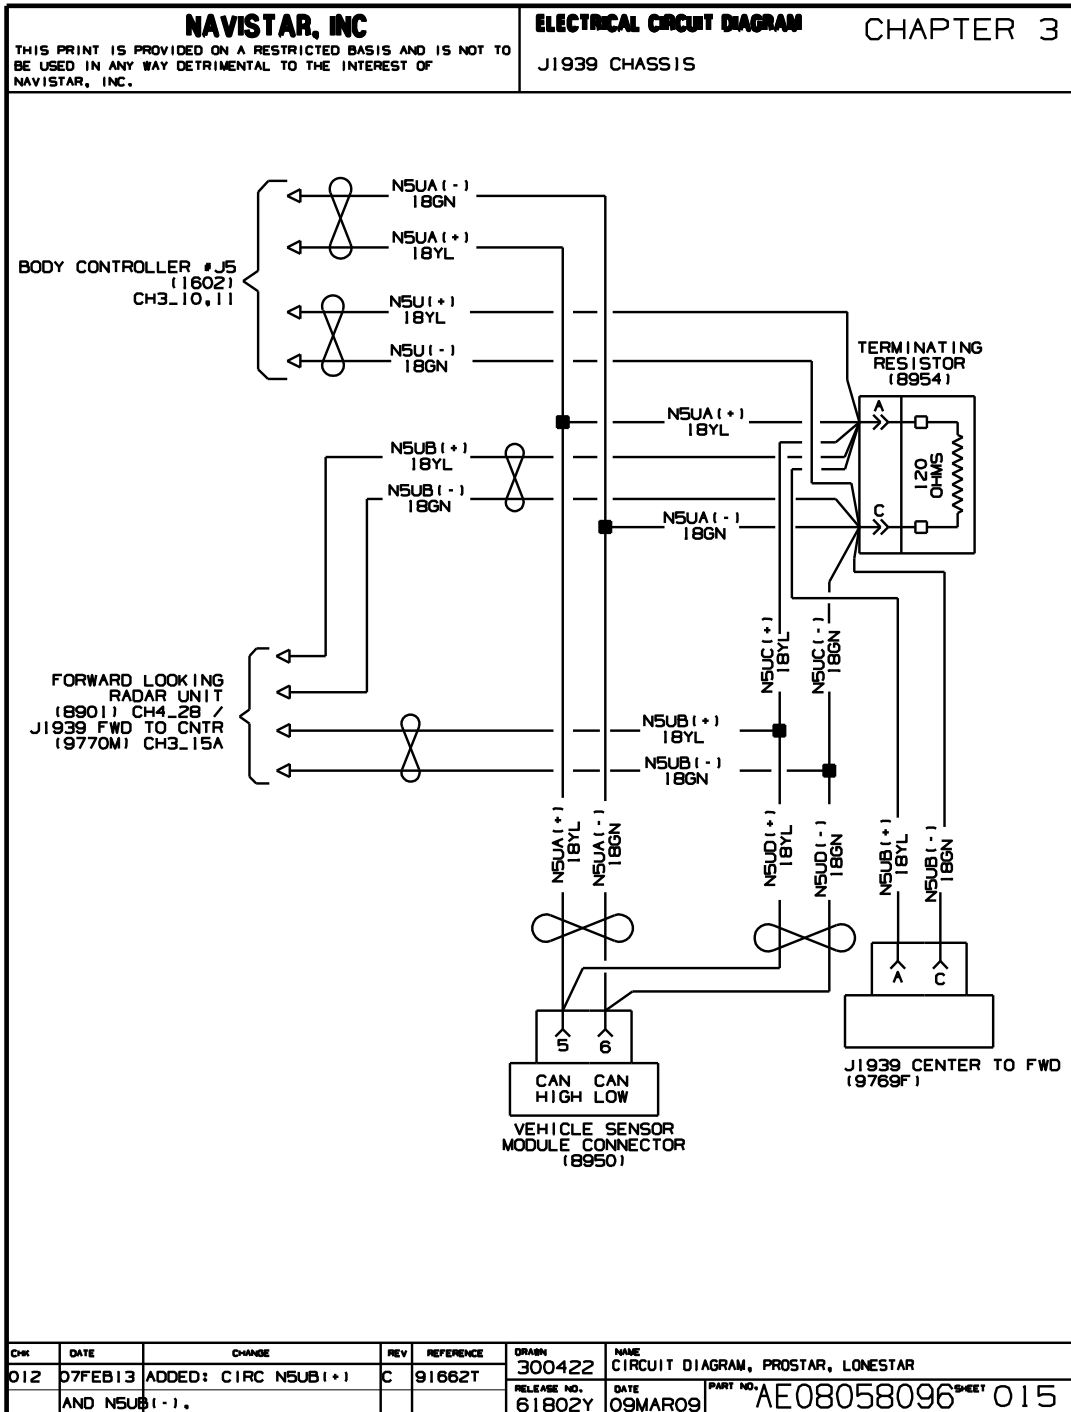 NAVISTAR, INC
THIS PRINT IS PROVIDED ON A RESTRICTED BASIS AND IS NOT TO
BE USED IN ANY WAY DETRIMENTAL TO THE INTEREST OF
NAVISTAR, INC.
ELECTRICAL CIRCUIT DIAGRAM
J1939 CHASSIS
CHAPTER 3
N5UA(-)
18GN
N5UA(+)
18YL
BODY CONTROLLER #J5
(1602)
CH3_10,11
N5U(+)
18YL
N5U(-)
18GN
TERMINATING
RESISTOR
(8954)
A
N5UA(+)
18YL
N5UB(+)
18YL
120
OHMS
N5UB(-)
18GN
C
N5UA(-)
18GN
N5UC(+)
18YL
N5UC(-)
18GN
FORWARD LOOKING
RADAR UNIT
(8901) CH4_28 /
J1939 FWD TO CNTR
(9770M) CH3_15A
N5UB(+)
18YL
N5UB(-)
18GN
N5UA(+)
18YL
N5UA(-)
18GN
N5UD(+)
18YL
N5UD(-)
18GN
N5UB(+)
18YL
N5UB(-)
18GN
A C
5 6
CAN CAN
HIGH LOW
J1939 CENTER TO FWD
(9769F)
VEHICLE SENSOR
MODULE CONNECTOR
(8950)
CHK DATE CHANGE REV REFERENCE
012 07FEB13 ADDED: CIRC N5UB(+) C 91662T
AND N5UB(-).
DRAWN
300422
NAME
CIRCUIT DIAGRAM, PROSTAR, LONESTAR
RELEASE NO.
61802Y
DATE
09MAR09
PART NO. AE08058096 SHEET 015